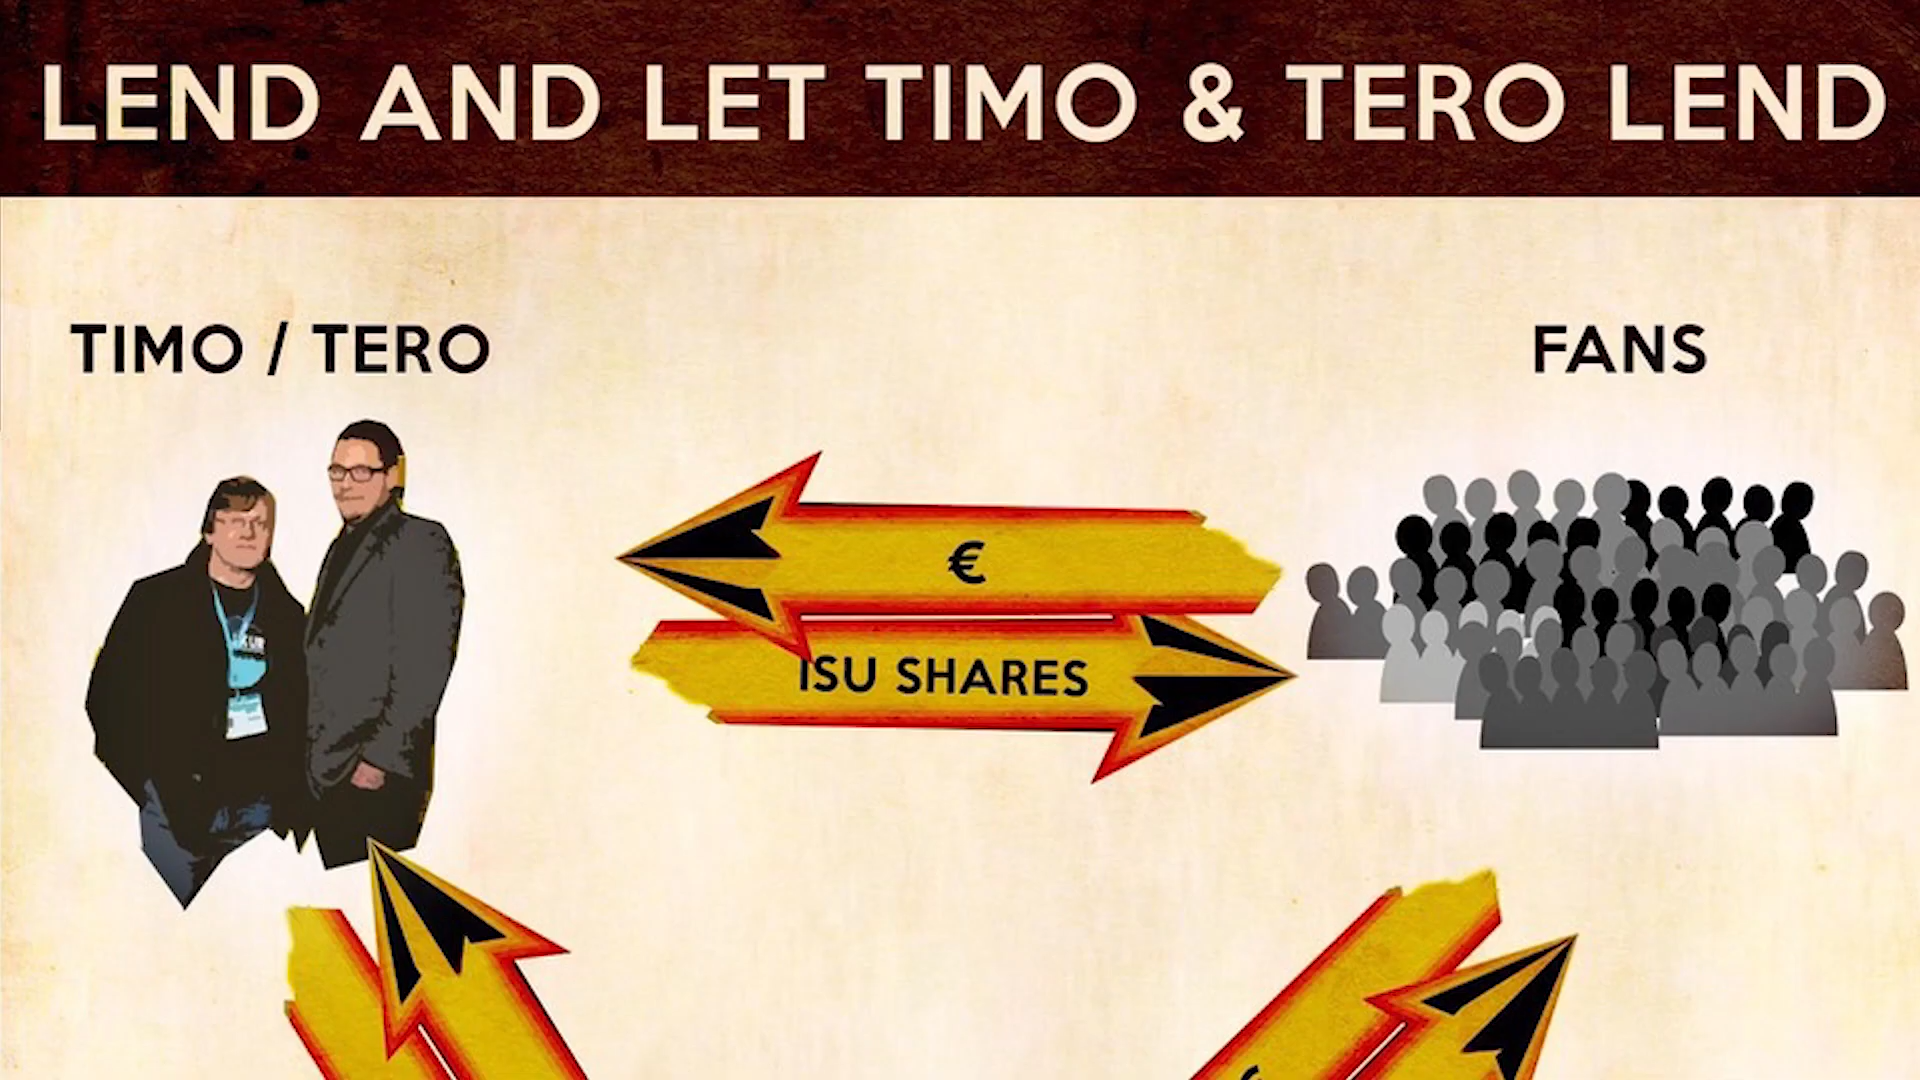 LEND AND LET TIMO & TERO LEND
TIMO / TERO
FANS
€
ISU SHARES